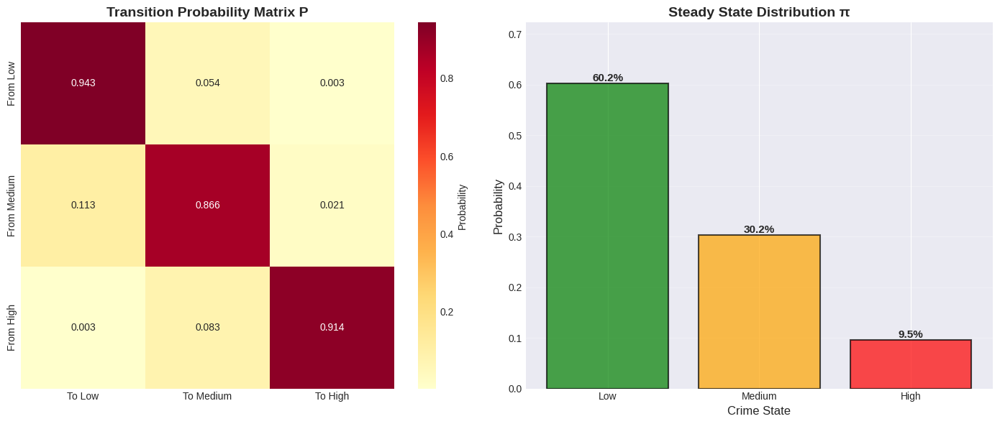 Transition Probability Matrix P
From Low
0.943
0.054
0.003
From Medium
0.113
0.866
0.021
From High
0.003
0.083
0.914
To Low
To Medium
To High
0.8
0.6
0.4
0.2
Probability
Steady State Distribution π
0.7
0.6
0.5
0.4
0.3
0.2
0.1
0.0
Probability
60.2%
30.2%
9.5%
Low
Medium
High
Crime State